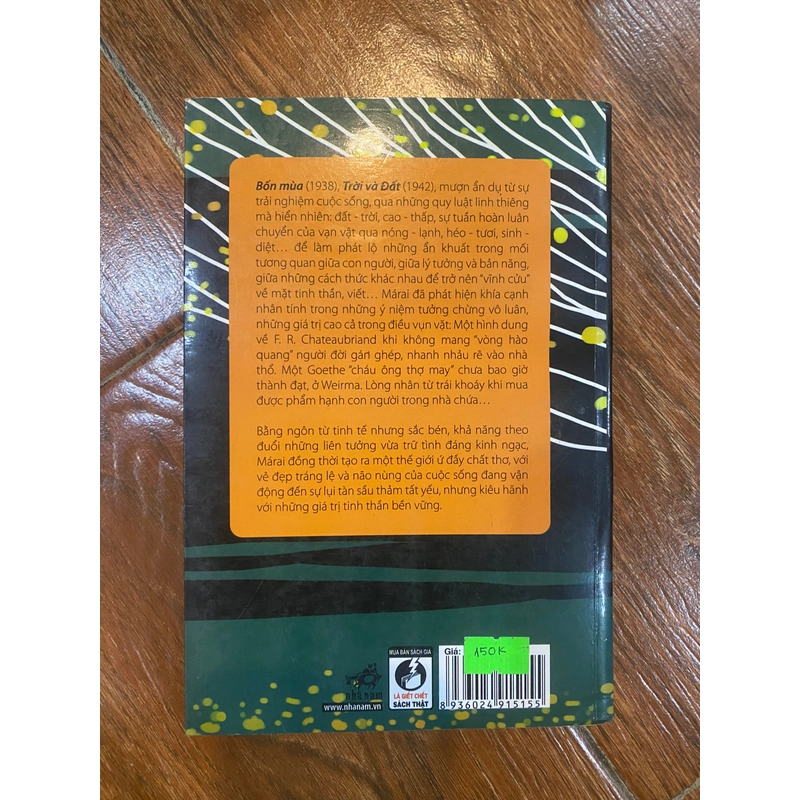 Bốn mùa (1938), Trời và Đất (1942), mượn ẩn dụ từ sự
trải nghiệm cuộc sống, qua những quy luật linh thiêng
mà hiển nhiên: đất - trời, cao - thấp, sự tuần hoàn luân
chuyển của vạn vật qua nóng - lạnh, héo - tươi, sinh -
diệt... để làm phát lộ những ẩn khuất trong mối
tương quan giữa con người, giữa lý tưởng và bản năng,
giữa những cách thức khác nhau để trở nên "vĩnh cửu"
về mặt tinh thần, viết... Márai đã phát hiện khía cạnh
nhân tính trong những ý niệm tưởng chừng vô luân,
những giá trị cao cả trong điều vụn vặt: Một hình dung
về F. R. Chateaubriand khi không mang "vòng hào
quang" người đời gán ghép, nhanh nhảu rẽ vào nhà
thổ. Một Goethe "cháu ông thợ may" chưa bao giờ
thành đạt, ở Weirma. Lòng nhân từ trái khoáy khi mua
được phẩm hạnh con người trong nhà chứa...
Bằng ngôn từ tinh tế nhưng sắc bén, khả năng theo
đuổi những liên tưởng vừa trữ tình đáng kinh ngạc,
Márai đồng thời tạo ra một thế giới ứ đầy chất thơ, với
vẻ đẹp tráng lệ và não nùng của cuộc sống đang vận
động đến sự lụi tàn sầu thảm tất yếu, nhưng kiêu hãnh
với những giá trị tinh thần bền vững.
nhã nam
www.nhanam.vn
MUA BÁN SÁCH GIẢ
LÀ GIẾT CHẾT
SÁCH THẬT
Giá:
150K
8 936024 915155